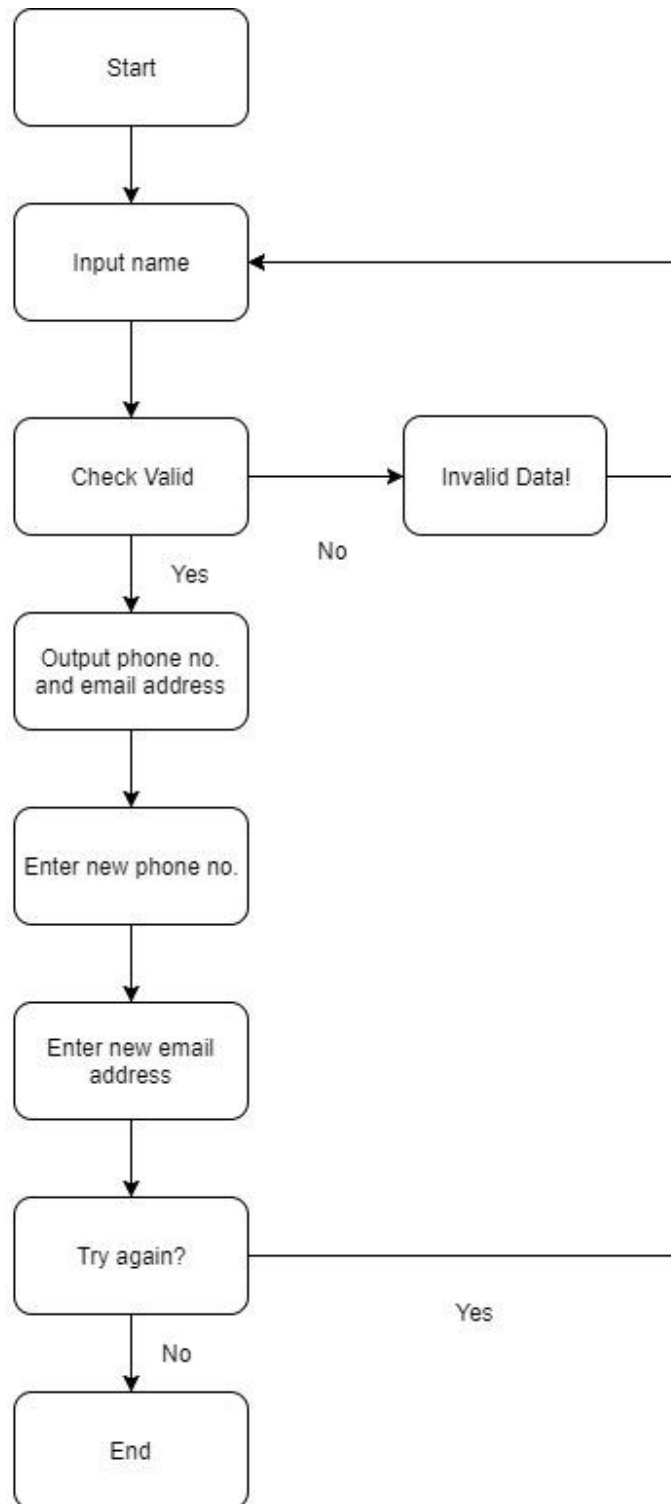 Start
Input name
Check Valid
Invalid Data!
No
Yes
Output phone no.
and email address
Enter new phone no.
Enter new email
address
Try again?
Yes
No
End